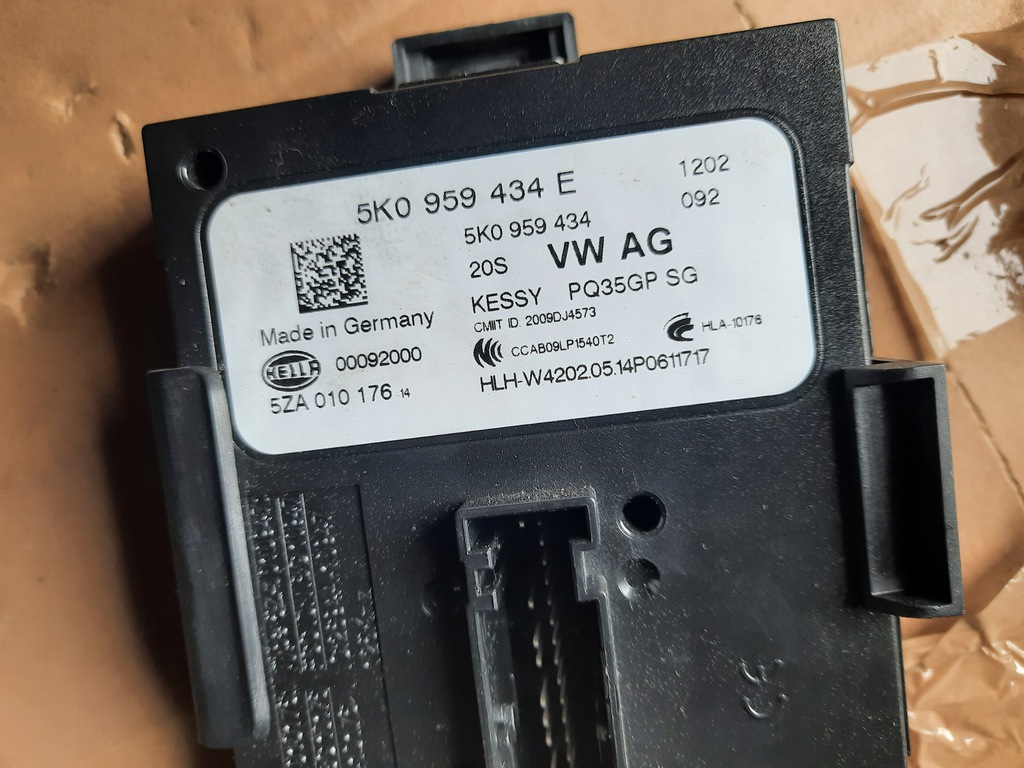 5K0 959 434 E
1202
092
5K0 959 434
20S VW AG
KESSY PQ35GP SG
CMIIT ID: 2009DJ4573
CCAB09LP1540T2
HLA-10176
HLH-W4202.05.14P0611717
Made in Germany
HELLA 00092000
5ZA 010 176 14
CE